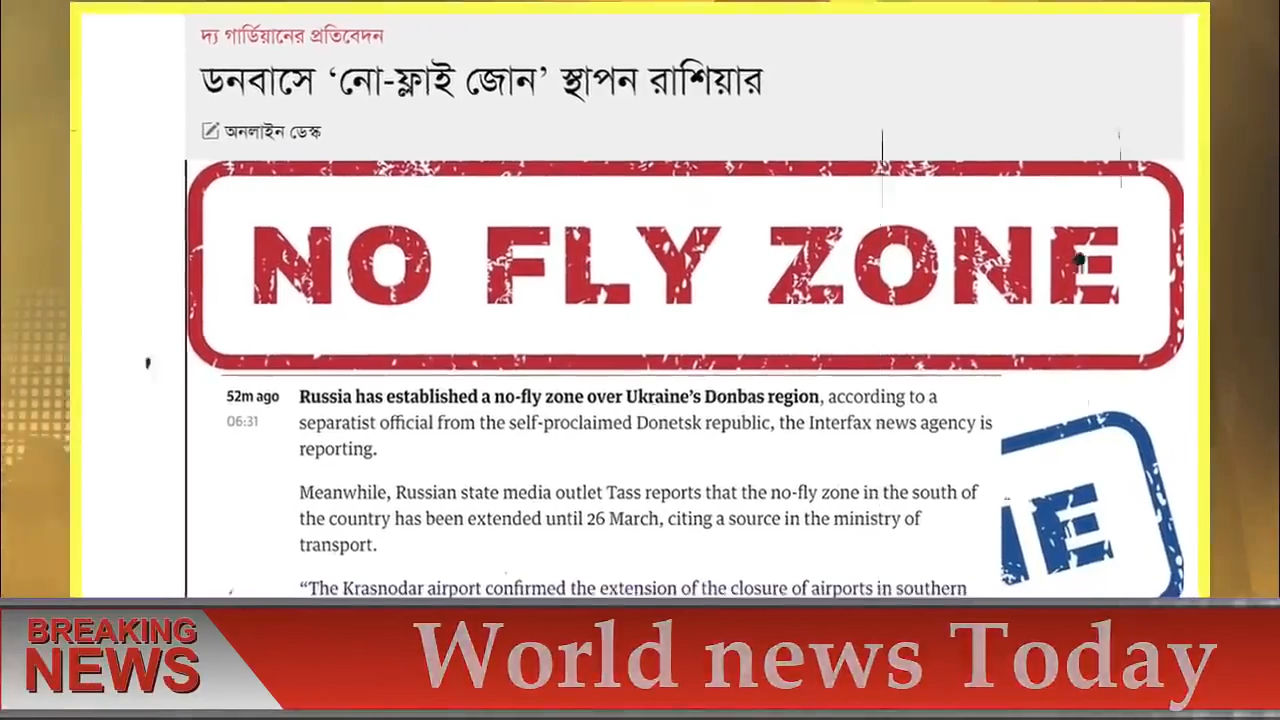 দ্য গার্ডিয়ানের প্রতিবেদন
ডনবাসে ‘নো-ফ্লাই জোন’ স্থাপন রাশিয়ার
অনলাইন ডেস্ক
NO FLY ZONE
52m ago
06:31
Russia has established a no-fly zone over Ukraine’s Donbas region, according to a
separatist official from the self-proclaimed Donetsk republic, the Interfax news agency is
reporting.
Meanwhile, Russian state media outlet Tass reports that the no-fly zone in the south of
the country has been extended until 26 March, citing a source in the ministry of
transport.
“The Krasnodar airport confirmed the extension of the closure of airports in southern
BREAKING
NEWS
World news Today